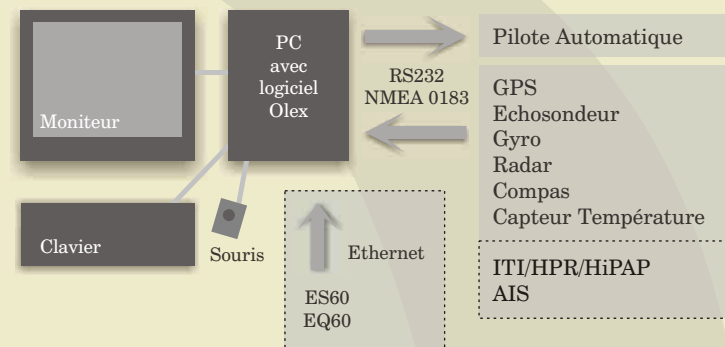 Moniteur
PC
avec
logiciel
Olex
RS232
NMEA 0183
Pilote Automatique
GPS
Echosondeur
Gyro
Radar
Compas
Capteur Température
ITI/HPR/HiPAP
AIS
Clavier
Souris
Ethernet
ES60
EQ60